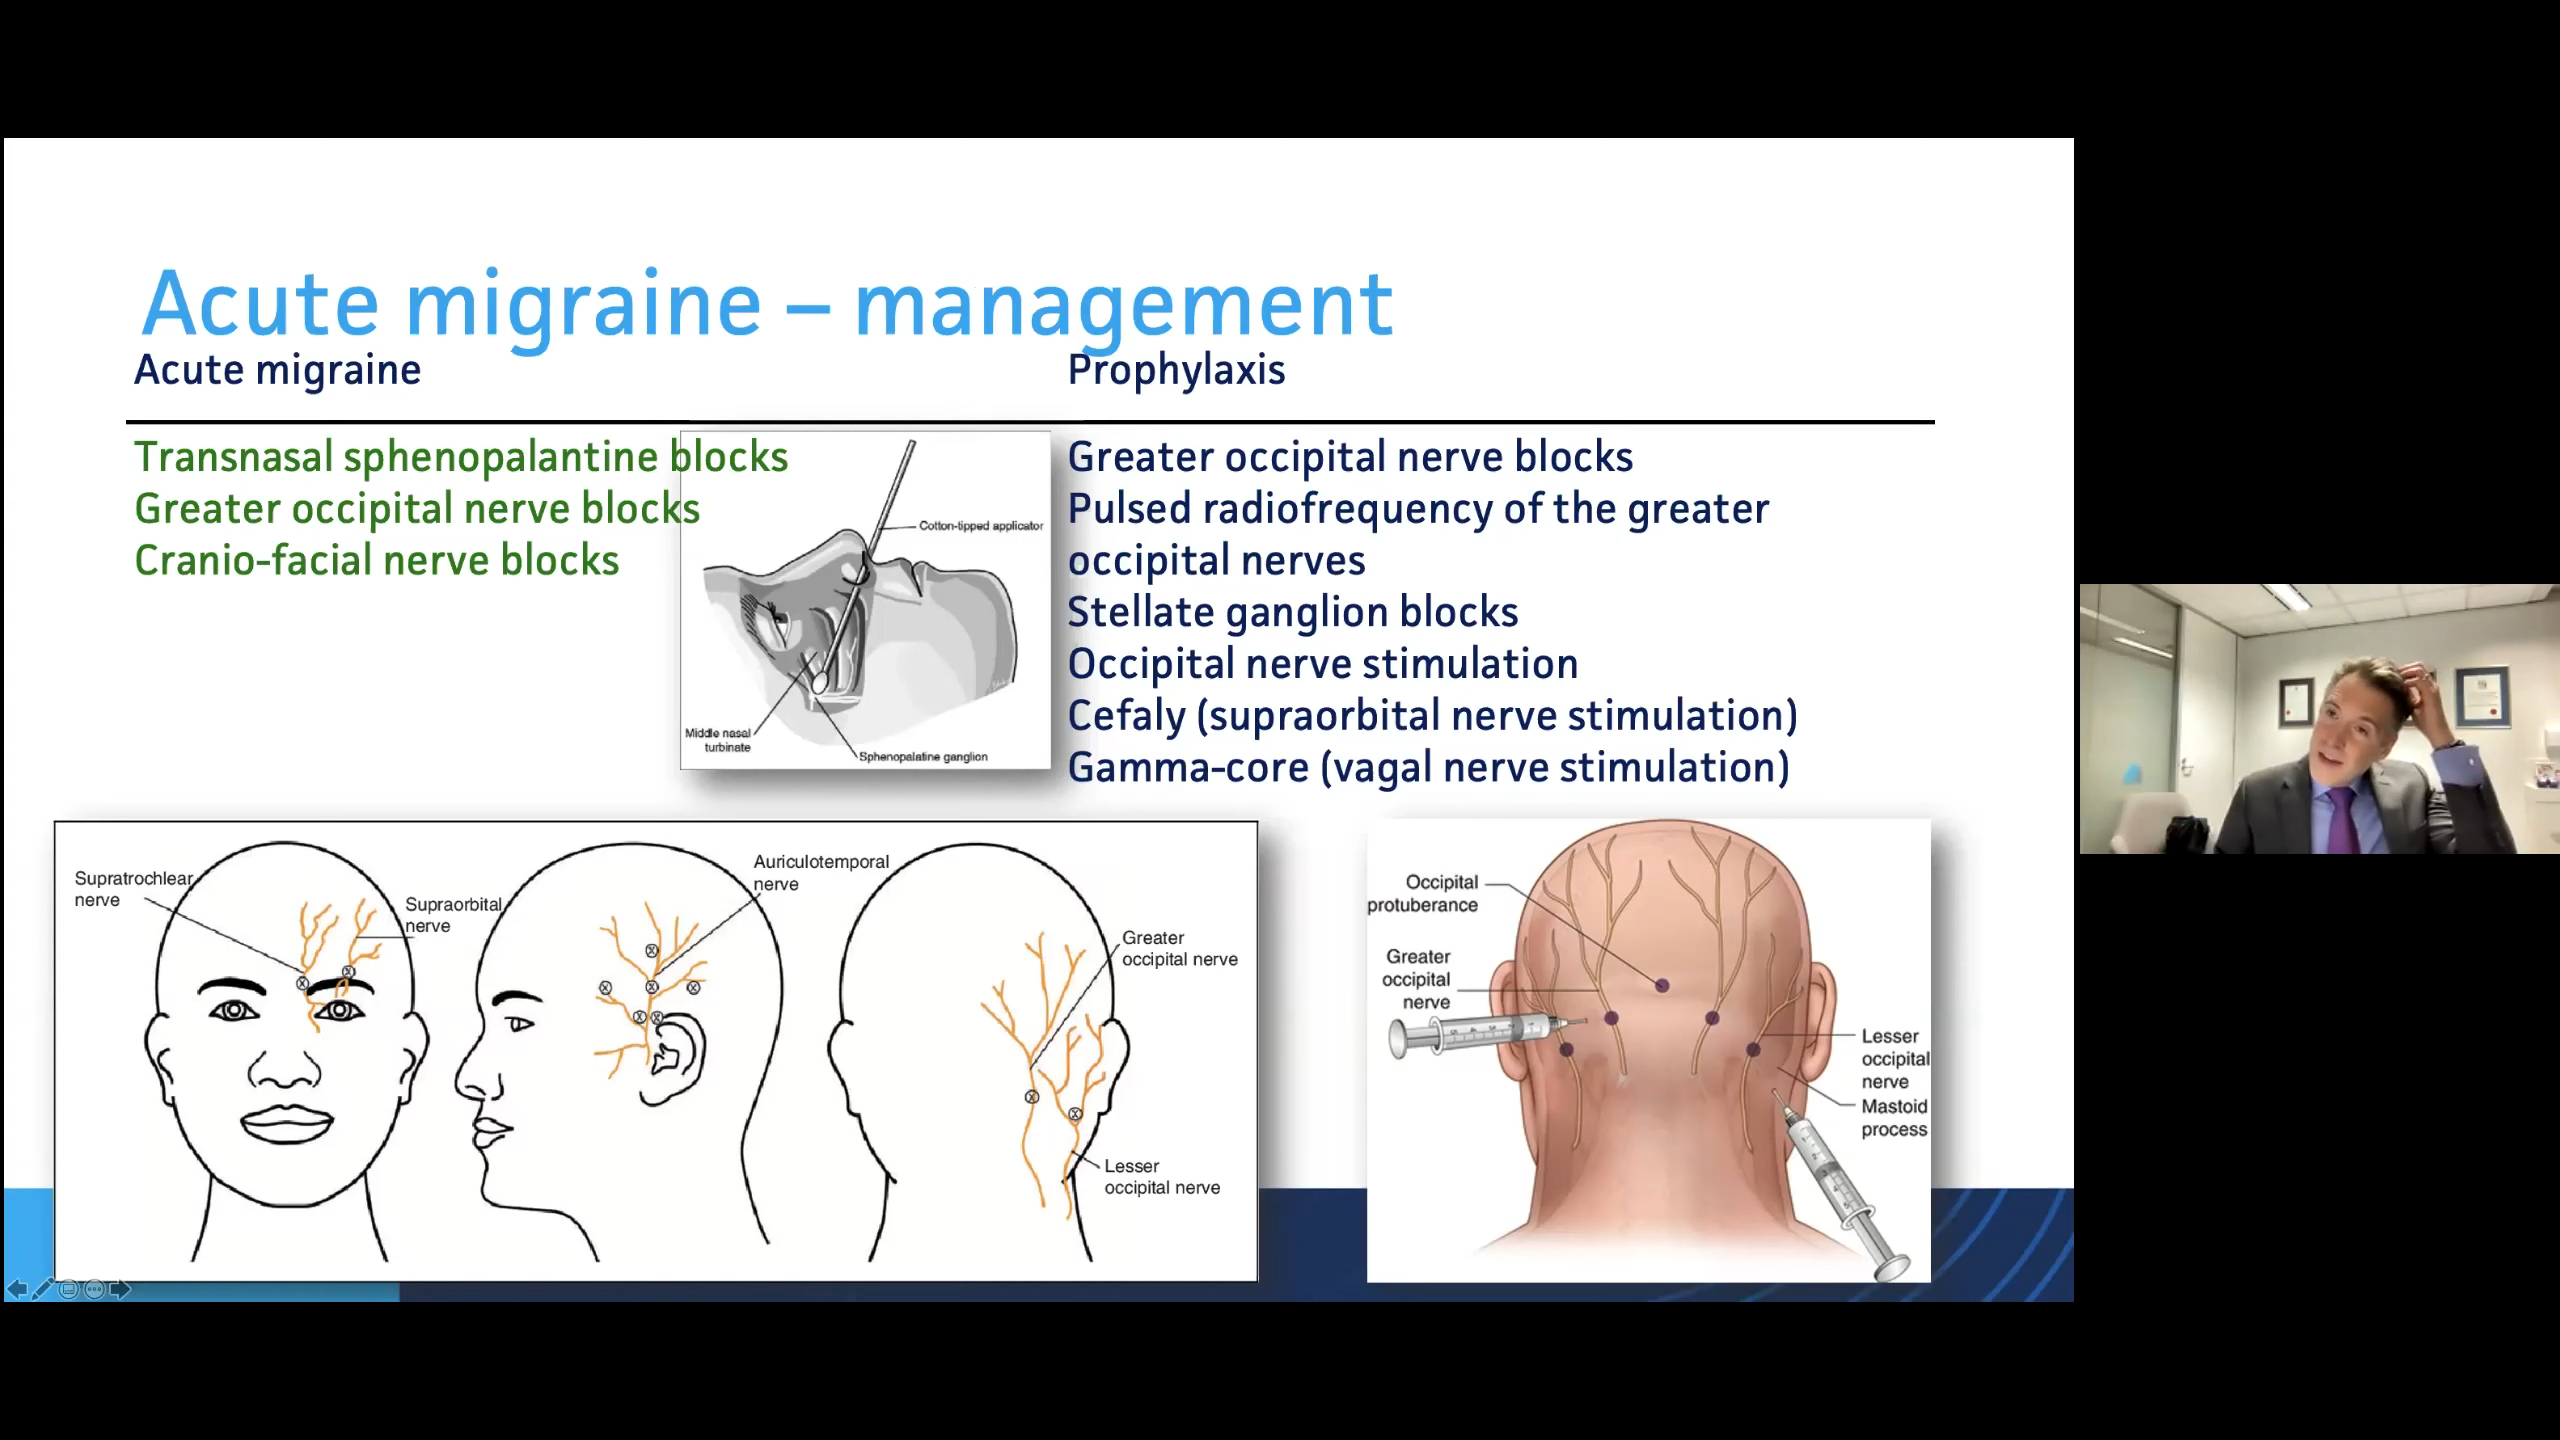 Acute migraine – management
Acute migraine
Prophylaxis
Transnasal sphenopalantine blocks
Greater occipital nerve blocks
Cranio-facial nerve blocks
Cotton-tipped applicator
Middle nasal
turbinate
Sphenopalatine ganglion
Greater occipital nerve blocks
Pulsed radiofrequency of the greater
occipital nerves
Stellate ganglion blocks
Occipital nerve stimulation
Cefaly (supraorbital nerve stimulation)
Gamma-core (vagal nerve stimulation)
Supratrochlear
nerve
Supraorbital
nerve
Auriculotemporal
nerve
Greater
occipital nerve
Lesser
occipital nerve
Occipital
protuberance
Greater
occipital
nerve
Lesser
occipital
nerve
Mastoid
process